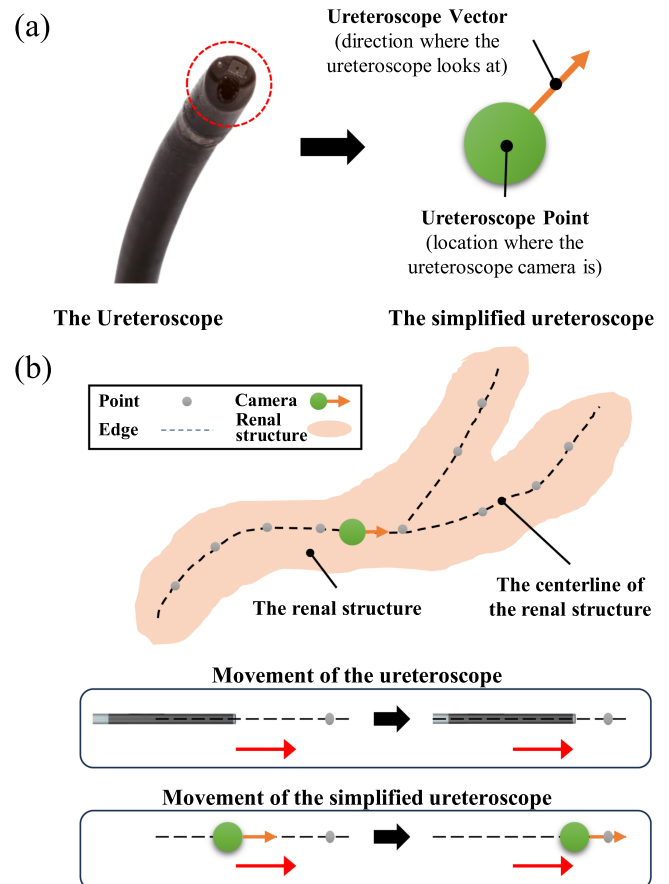 (a)
Ureteroscope Vector
(direction where the
ureteroscope looks at)
Ureteroscope Point
(location where the
ureteroscope camera is)
The Ureteroscope
The simplified ureteroscope
(b)
Point
Camera
Edge
Renal
structure
The renal structure
The centerline of
the renal structure
Movement of the ureteroscope
Movement of the simplified ureteroscope